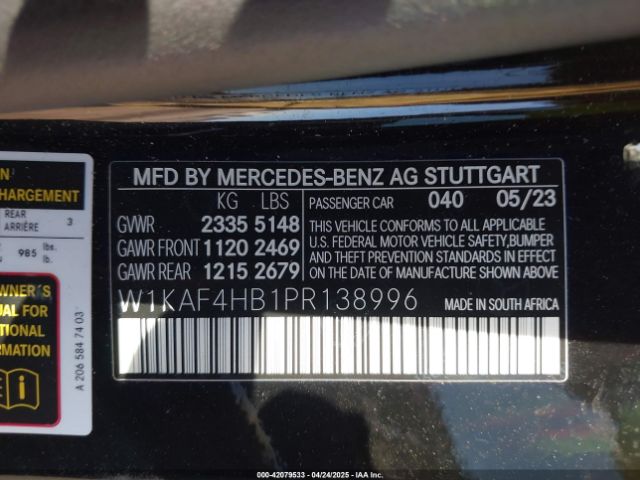 N
CHARGEMENT
REAR
ARRIÈRE 3
985 lbs.
lb.
WNER'S
UAL FOR
TIONAL
RMATION
A 206 584 74 03
MFD BY MERCEDES-BENZ AG STUTTGART
KG LBS PASSENGER CAR 040 05/23
GVWR 2335 5148
GAWR FRONT 1120 2469
GAWR REAR 1215 2679
THIS VEHICLE CONFORMS TO ALL APPLICABLE
U.S. FEDERAL MOTOR VEHICLE SAFETY, BUMPER
AND THEFT PREVENTION STANDARDS IN
EFFECT ON THE DATE OF MANUFACTURE
SHOWN ABOVE.
W1KAF4HB1PR138996 MADE IN GERMANY
000-42079533 - 04/24/2025 - IAA Inc.